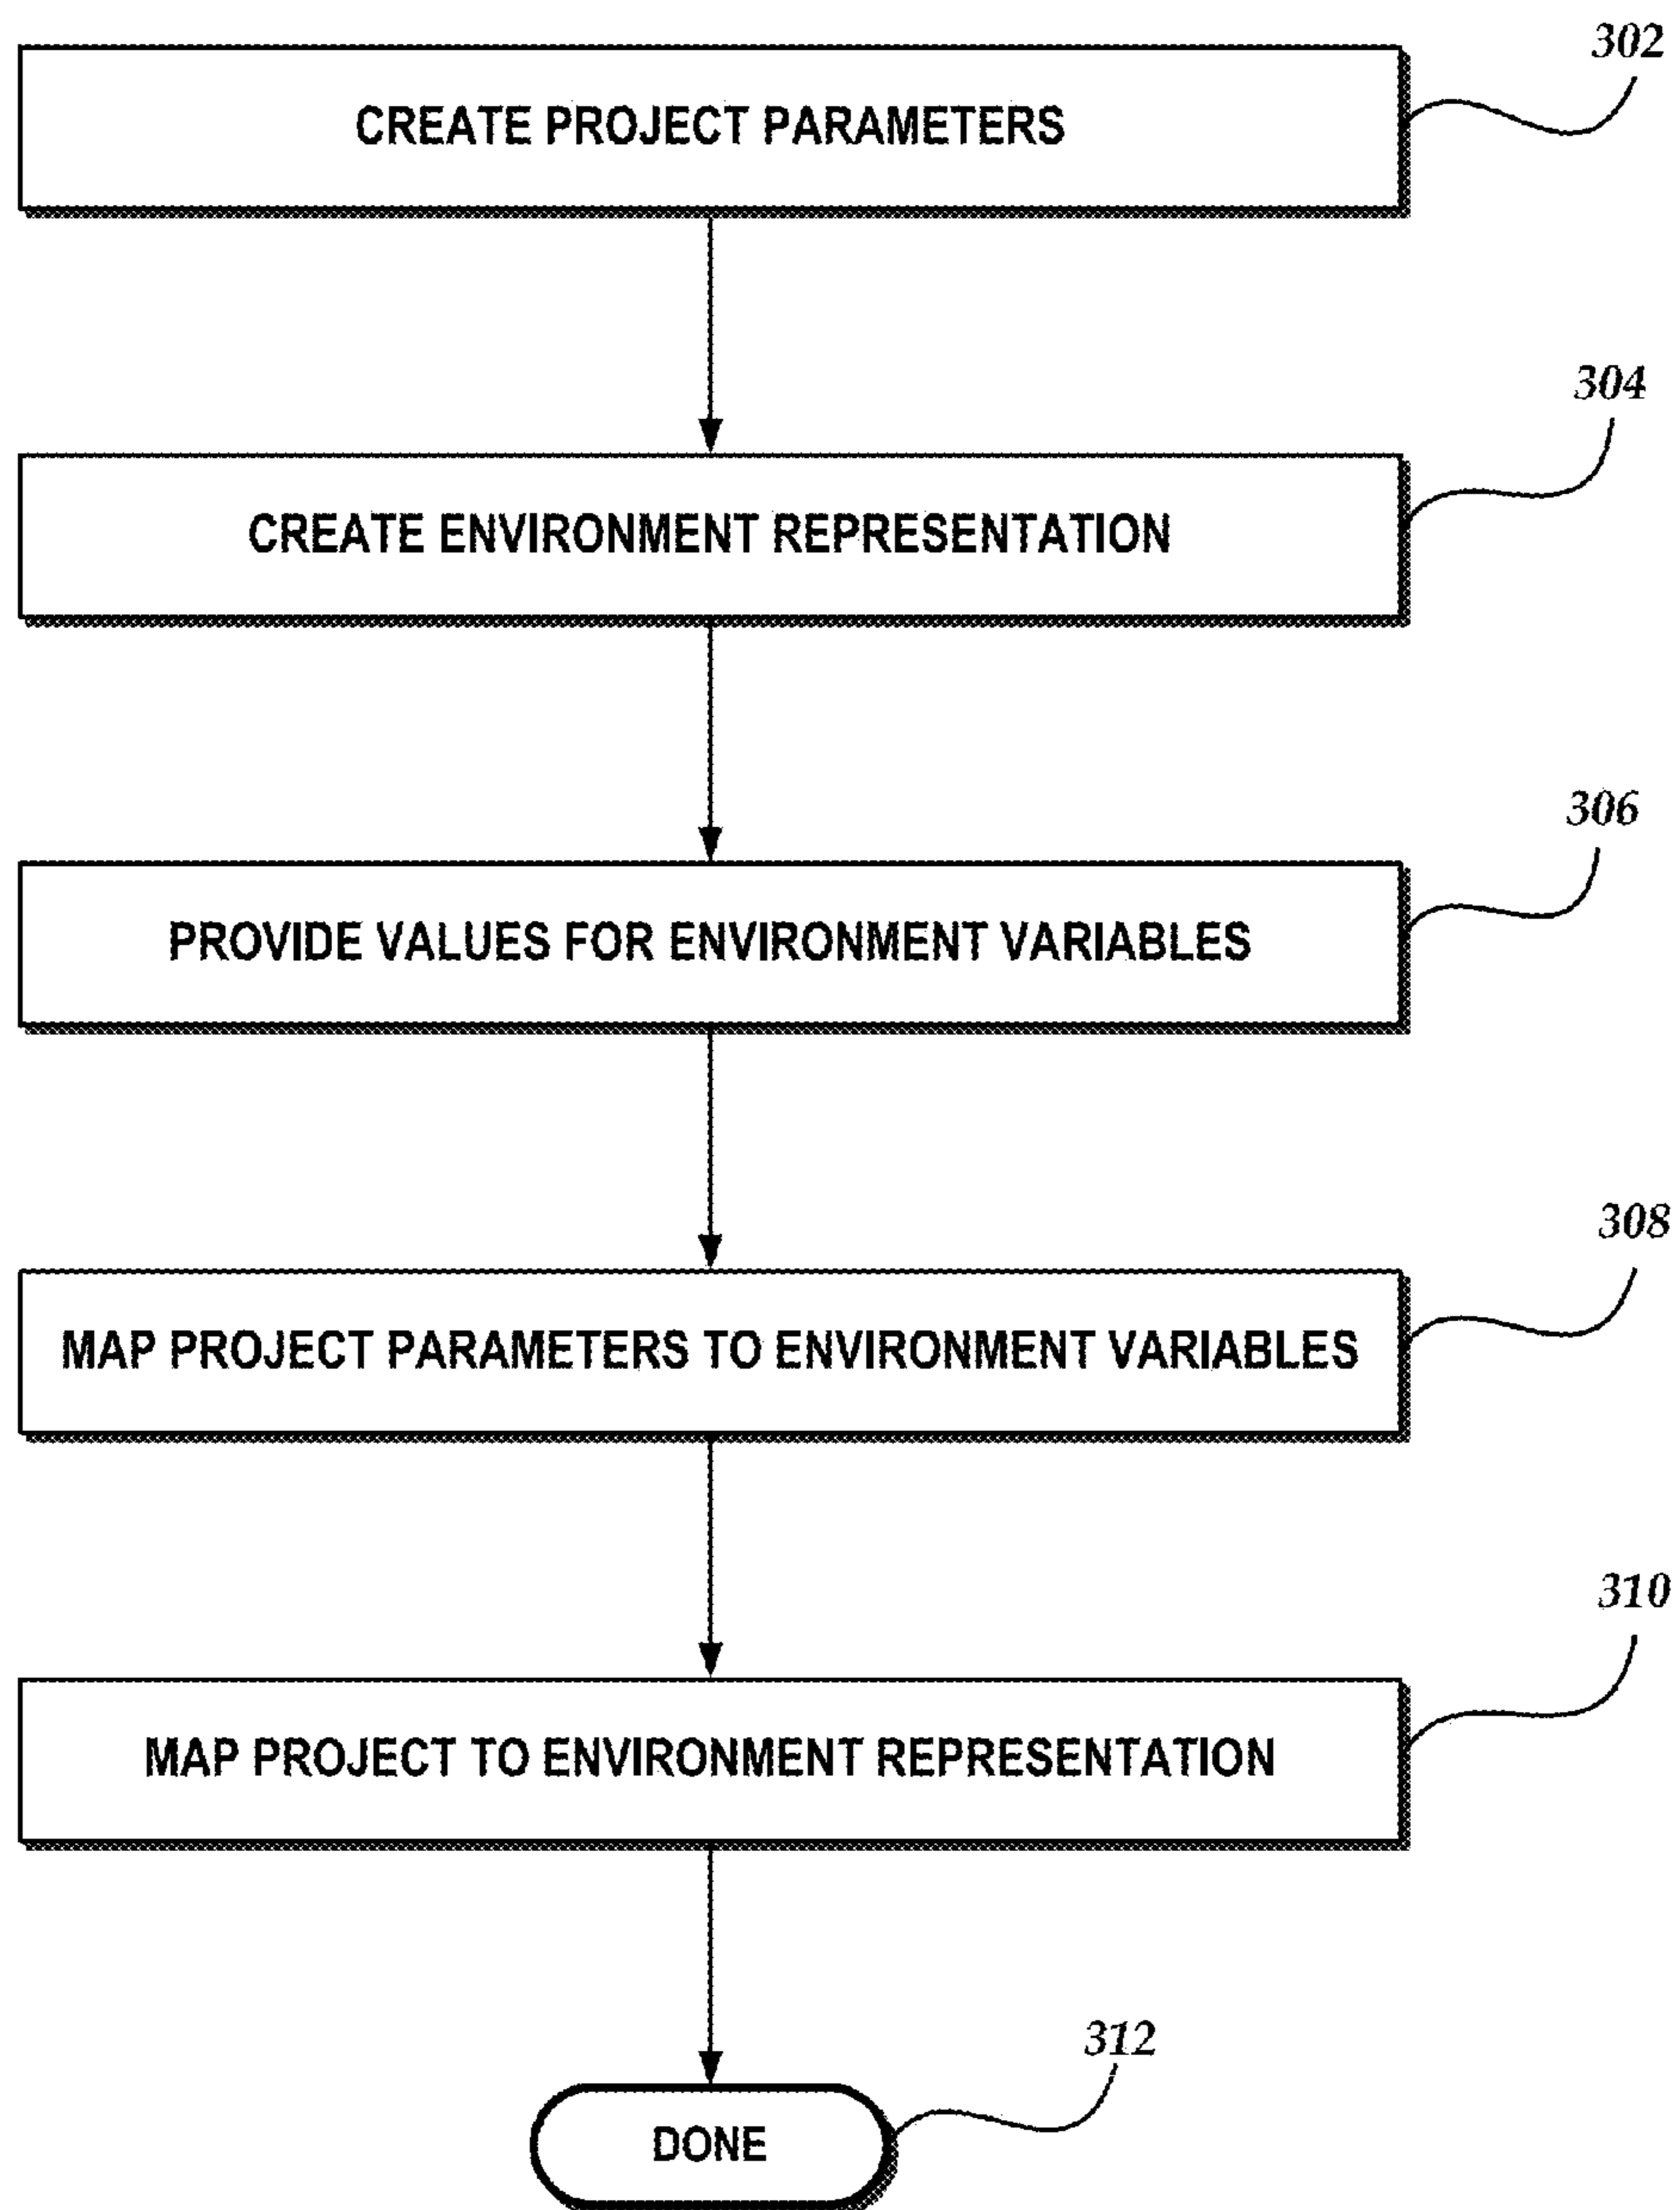 302
CREATE PROJECT PARAMETERS
304
CREATE ENVIRONMENT REPRESENTATION
306
PROVIDE VALUES FOR ENVIRONMENT VARIABLES
308
MAP PROJECT PARAMETERS TO ENVIRONMENT VARIABLES
310
MAP PROJECT TO ENVIRONMENT REPRESENTATION
312
DONE